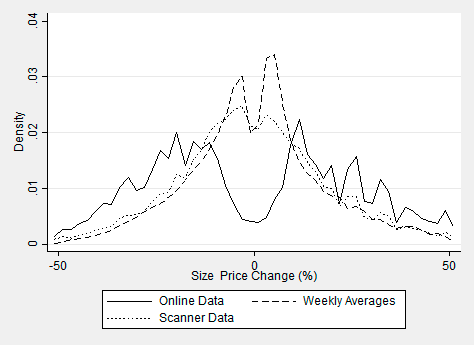 .04
.03
.02
.01
0
Density
-50
0
50
Size Price Change (%)
Online Data
Weekly Averages
Scanner Data